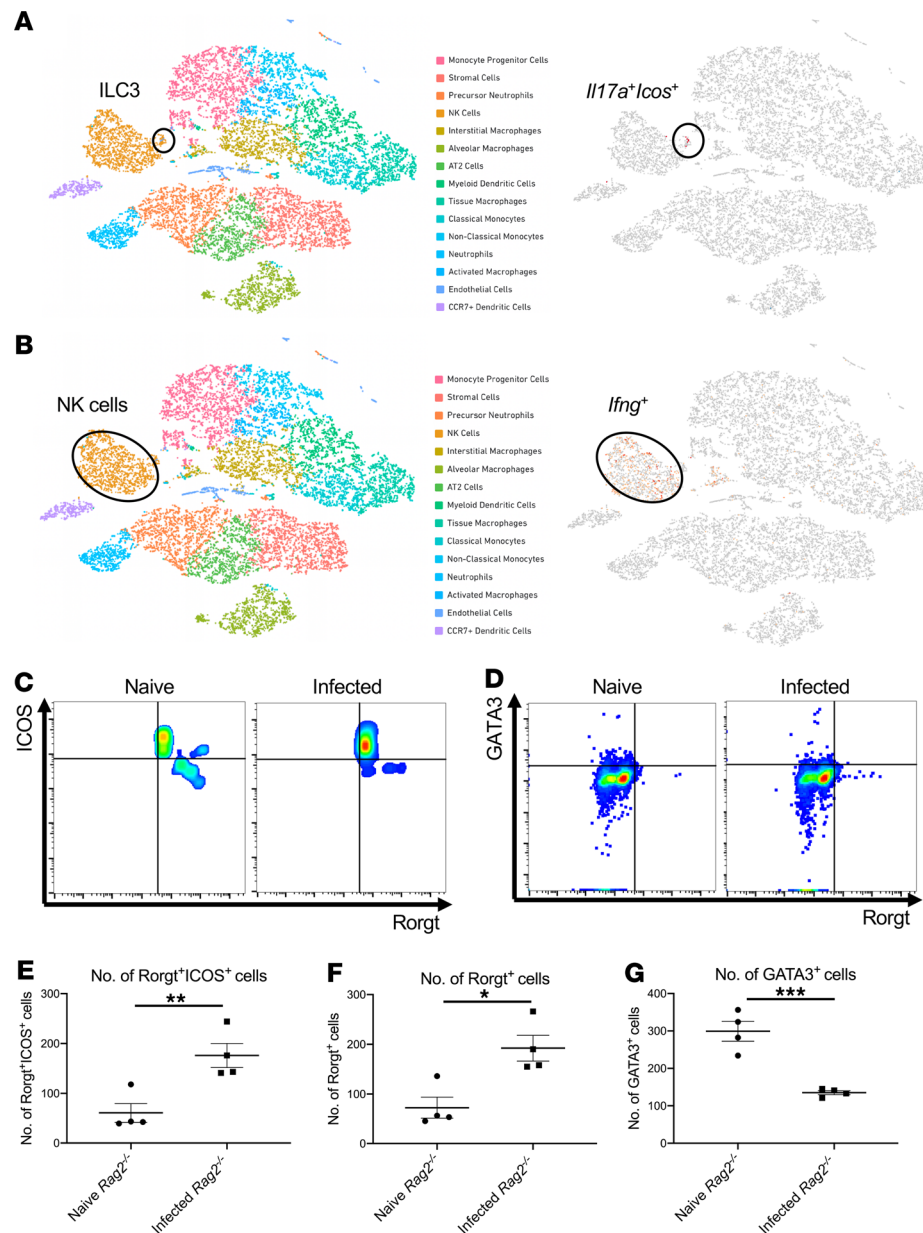 A
ILC3
Monocyte Progenitor Cells
Stromal Cells
Precursor Neutrophils
NK Cells
Interstitial Macrophages
Alveolar Macrophages
AT2 Cells
Myeloid Dendritic Cells
Tissue Macrophages
Classical Monocytes
Non-Classical Monocytes
Neutrophils
Activated Macrophages
Endothelial Cells
CCR7+ Dendritic Cells
Il17a⁺Icos⁺
B
NK cells
Monocyte Progenitor Cells
Stromal Cells
Precursor Neutrophils
NK Cells
Interstitial Macrophages
Alveolar Macrophages
AT2 Cells
Myeloid Dendritic Cells
Tissue Macrophages
Classical Monocytes
Non-Classical Monocytes
Neutrophils
Activated Macrophages
Endothelial Cells
CCR7+ Dendritic Cells
Ifng⁺
C
Naive
Infected
ICOS
Rorgt
D
Naive
Infected
GATA3
Rorgt
E
No. of Rorgt⁺ICOS⁺ cells
No. of Rorgt⁺ICOS⁺ cells
300
200
100
0
**
Naive Rag2⁻/⁻
Infected Rag2⁻/⁻
F
No. of Rorgt⁺ cells
No. of Rorgt⁺ cells
300
200
100
0
*
Naive Rag2⁻/⁻
Infected Rag2⁻/⁻
G
No. of GATA3⁺ cells
No. of GATA3⁺ cells
400
300
200
100
0
***
Naive Rag2⁻/⁻
Infected Rag2⁻/⁻